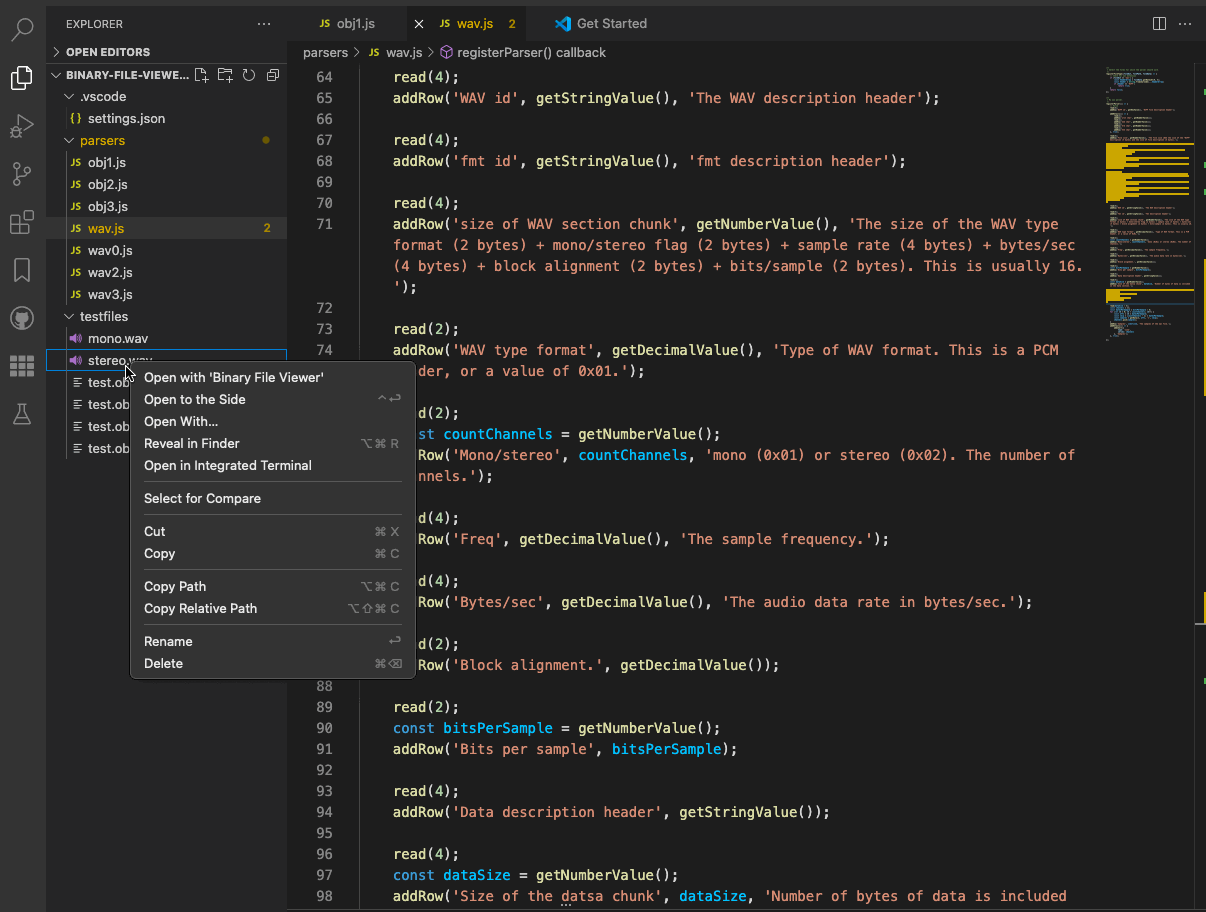 EXPLORER
OPEN EDITORS
BINARY-FILE-VIEWE...
.vscode
{} settings.json
parsers
JS obj1.js
JS obj2.js
JS obj3.js
JS wav.js 2
JS wav0.js
JS wav2.js
JS wav3.js
testfiles
mono.wav
stereo.wav
test.ob
test.ob
test.ob
test.ob
Open with 'Binary File Viewer'
Open to the Side ^⏎
Open With...
Reveal in Finder ⌥⌘ R
Open in Integrated Terminal
Select for Compare
Cut ⌘ X
Copy ⌘ C
Copy Path ⌥⌘ C
Copy Relative Path ⌥⇧⌘ C
Rename ⏎
Delete ⌘⌫
JS obj1.js
JS wav.js 2
Get Started
parsers > JS wav.js > registerParser() callback
64 read(4);
65 addRow('WAV id', getStringValue(), 'The WAV description header');
66
67 read(4);
68 addRow('fmt id', getStringValue(), 'fmt description header');
69
70 read(4);
71 addRow('size of WAV section chunk', getNumberValue(), 'The size of the WAV type
format (2 bytes) + mono/stereo flag (2 bytes) + sample rate (4 bytes) + bytes/sec
(4 bytes) + block alignment (2 bytes) + bits/sample (2 bytes). This is usually 16.
');
72
73 read(2);
74 addRow('WAV type format', getDecimalValue(), 'Type of WAV format. This is a PCM
der, or a value of 0x01.');
d(2);
st countChannels = getNumberValue();
Row('Mono/stereo', countChannels, 'mono (0x01) or stereo (0x02). The number of
nnels.');
d(4);
Row('Freq', getDecimalValue(), 'The sample frequency.');
d(4);
Row('Bytes/sec', getDecimalValue(), 'The audio data rate in bytes/sec.');
d(2);
Row('Block alignment.', getDecimalValue());
88
89 read(2);
90 const bitsPerSample = getNumberValue();
91 addRow('Bits per sample', bitsPerSample);
92
93 read(4);
94 addRow('Data description header', getStringValue());
95
96 read(4);
97 const dataSize = getNumberValue();
98 addRow('Size of the datsa chunk', dataSize, 'Number of bytes of data is included